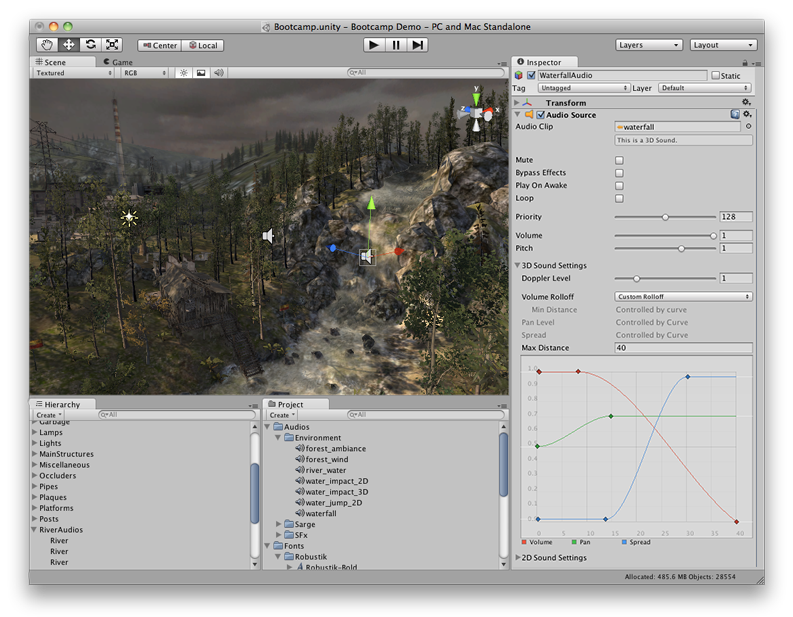 Bootcamp.unity – Bootcamp Demo – PC and Mac Standalone
Center Local Layers Layout
Scene Game
Textured RGB All
y
z x
Hierarchy
Create All
Garbage
Lamps
Lights
MainStructures
Miscellaneous
Occluders
Pipes
Plaques
Platforms
Posts
RiverAudios
River
River
River
Project
Create All
Audios
Environment
forest_ambiance
forest_wind
river_water
water_impact_2D
water_impact_3D
water_jump_2D
waterfall
Sarge
SFx
Fonts
Robustik
Robustik-Bold
Inspector
WaterfallAudio Static
Tag Untagged Layer Default
Transform
Audio Source
Audio Clip waterfall
This is a 3D Sound.
Mute
Bypass Effects
Play On Awake
Loop
Priority 128
Volume 1
Pitch 1
3D Sound Settings
Doppler Level 1
Volume Rolloff Custom Rolloff
Min Distance Controlled by curve
Pan Level Controlled by Curve
Spread Controlled by Curve
Max Distance 40
1.0
0.9
0.8
0.7
0.6
0.5
0.4
0.3
0.2
0.1
0 5 10 15 20 25 30 35 40
Volume Pan Spread
2D Sound Settings
Allocated: 485.6 MB Objects: 28554